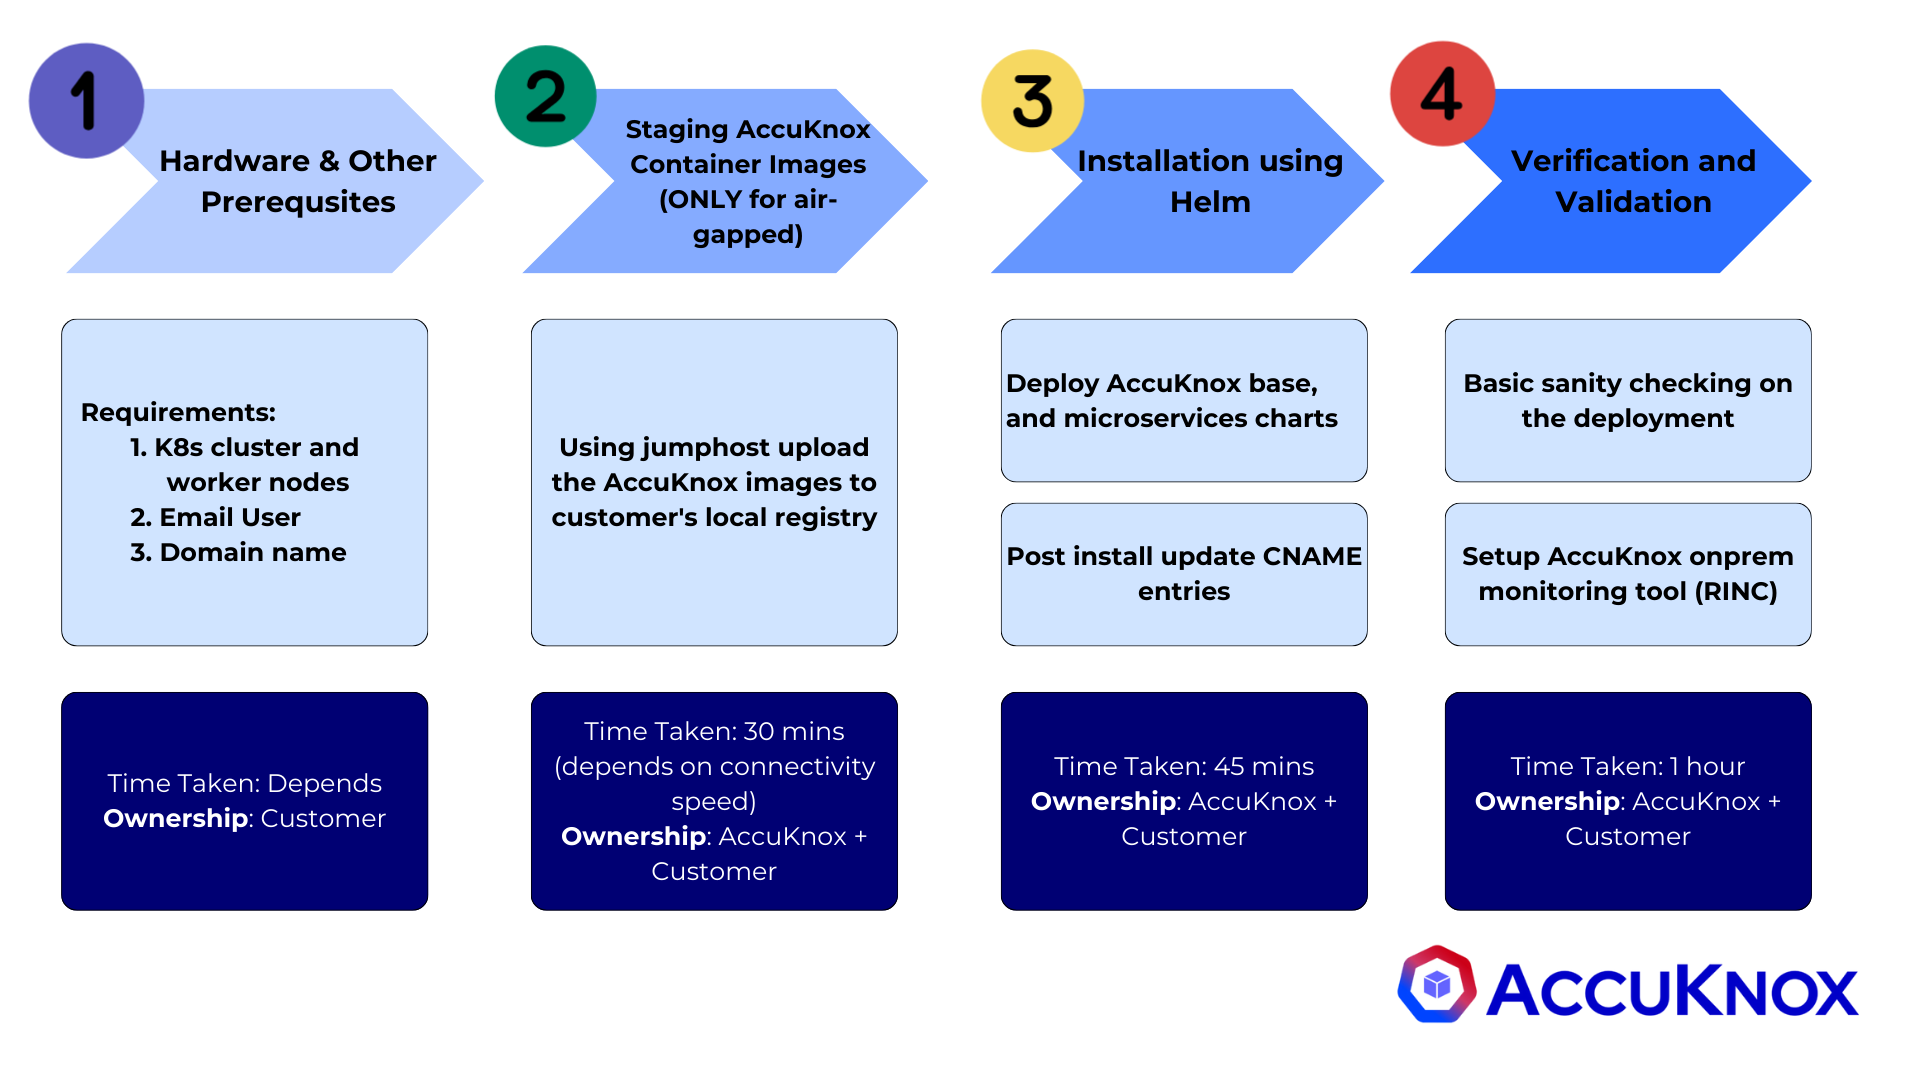 1
Hardware & Other
Prerequsites
2
Staging AccuKnox
Container Images
(ONLY for air-
gapped)
3
Installation using
Helm
4
Verification and
Validation
Requirements:
1. K8s cluster and
worker nodes
2. Email User
3. Domain name
Using jumphost upload
the AccuKnox images to
customer's local registry
Deploy AccuKnox base,
and microservices charts
Post install update CNAME
entries
Basic sanity checking on
the deployment
Setup AccuKnox onprem
monitoring tool (RINC)
Time Taken: Depends
Ownership: Customer
Time Taken: 30 mins
(depends on connectivity
speed)
Ownership: AccuKnox +
Customer
Time Taken: 45 mins
Ownership: AccuKnox +
Customer
Time Taken: 1 hour
Ownership: AccuKnox +
Customer
ACCUKNOX